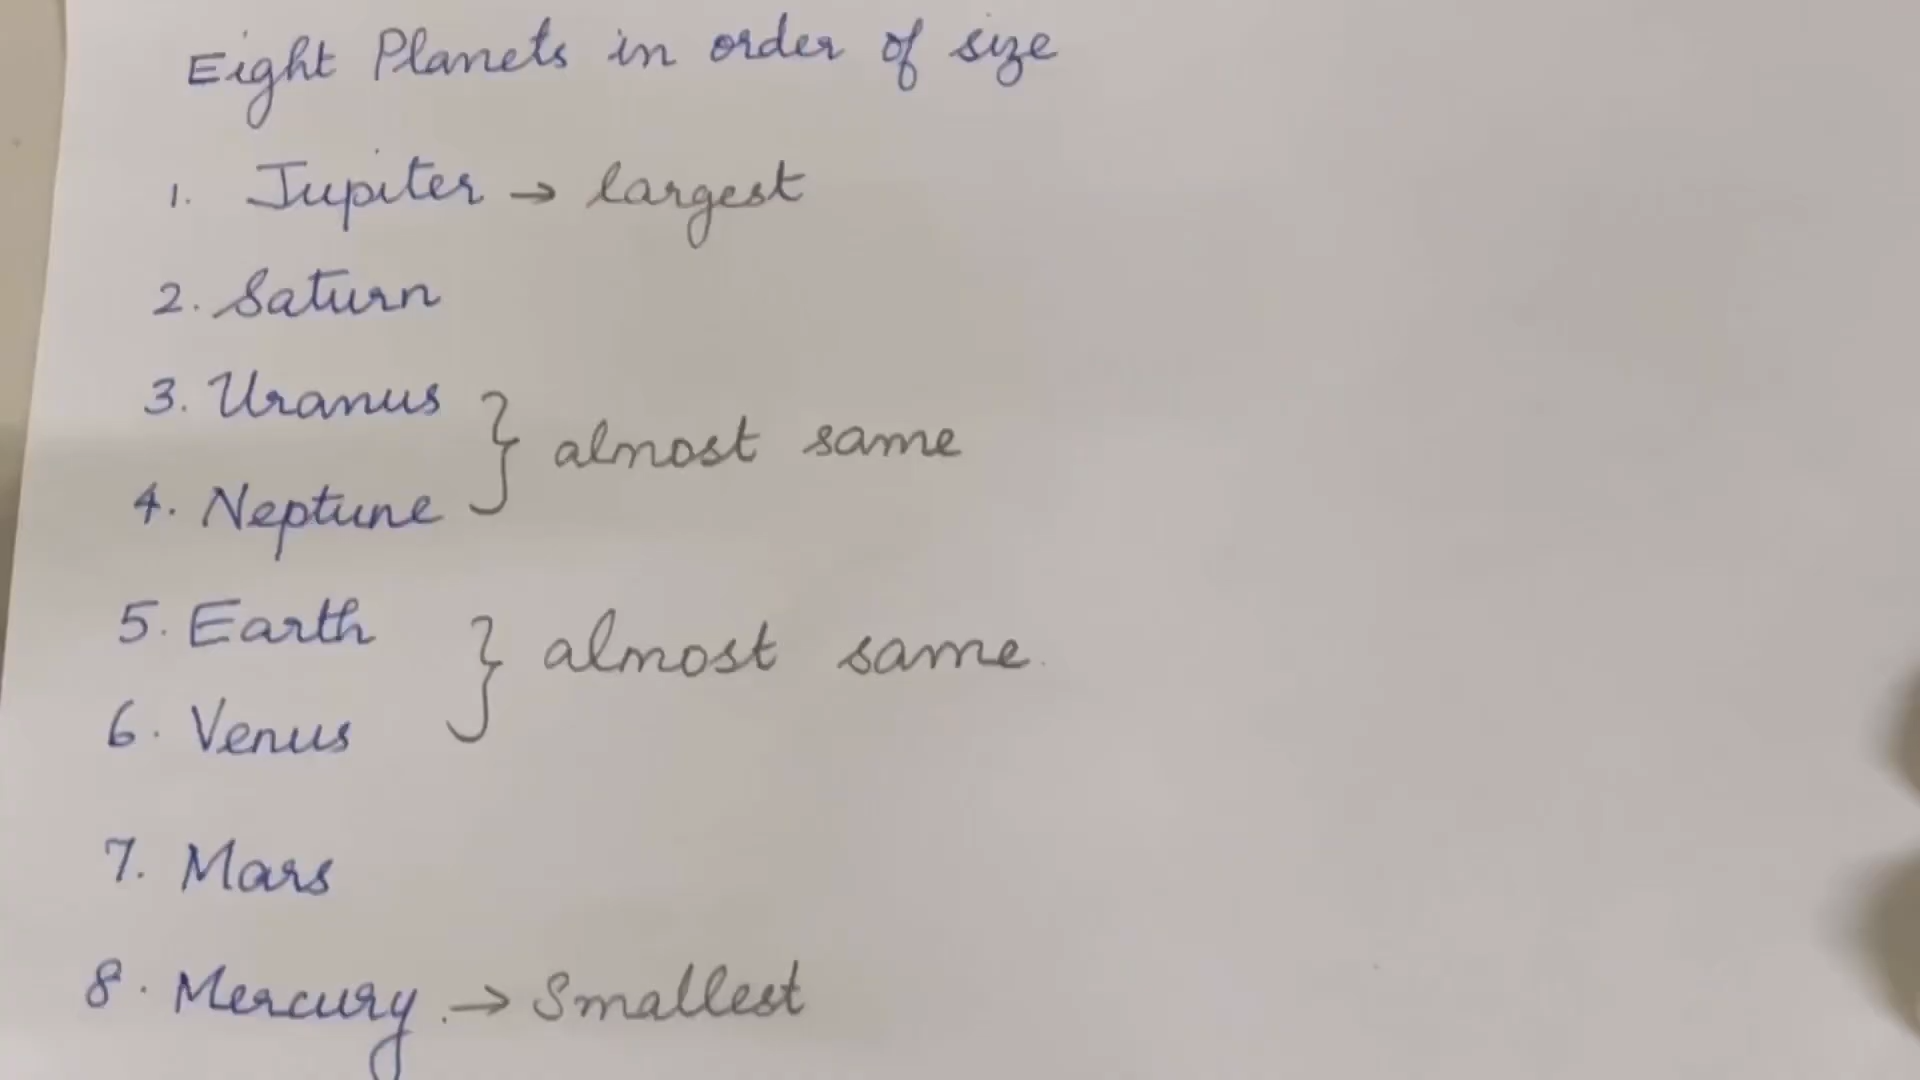 Eight Planets in order of size
1. Jupiter → largest
2. Saturn
3. Uranus
} almost same
4. Neptune
5. Earth
} almost same
6. Venus
7. Mars
8. Mercury → Smallest